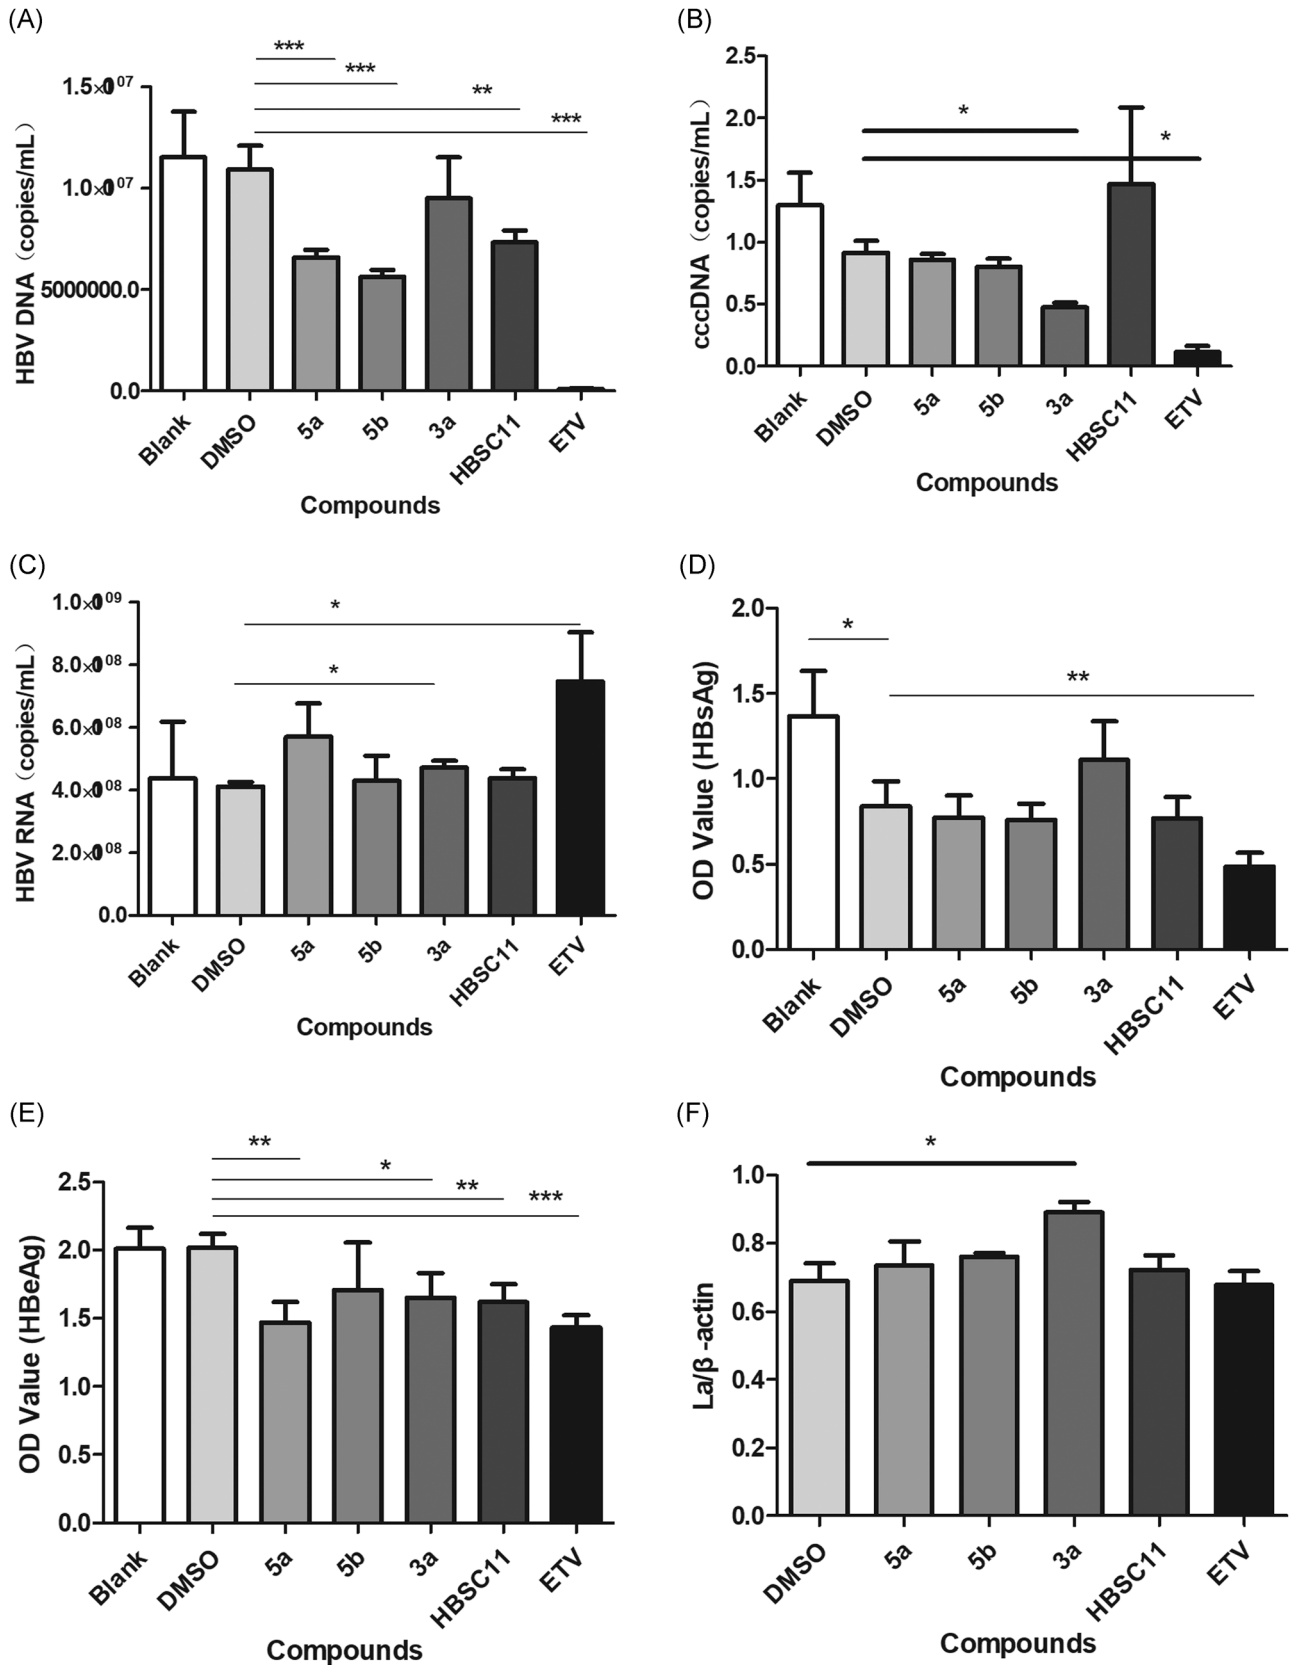 (A)
***
***
**
***
1.5×10^07
1.0×10^07
5000000.0
0.0
HBV DNA (copies/mL)
Blank
DMSO
5a
5b
3a
HBSC11
ETV
Compounds
(B)
*
*
2.5
2.0
1.5
1.0
0.5
0.0
cccDNA (copies/mL)
Blank
DMSO
5a
5b
3a
HBSC11
ETV
Compounds
(C)
*
*
1.0×10^09
8.0×10^08
6.0×10^08
4.0×10^08
2.0×10^08
0.0
HBV RNA (copies/mL)
Blank
DMSO
5a
5b
3a
HBSC11
ETV
Compounds
(D)
*
**
2.0
1.5
1.0
0.5
0.0
OD Value (HBsAg)
Blank
DMSO
5a
5b
3a
HBSC11
ETV
Compounds
(E)
**
*
**
***
2.5
2.0
1.5
1.0
0.5
0.0
OD Value (HBeAg)
Blank
DMSO
5a
5b
3a
HBSC11
ETV
Compounds
(F)
*
1.0
0.8
0.6
0.4
0.2
0.0
La/β -actin
DMSO
5a
5b
3a
HBSC11
ETV
Compounds